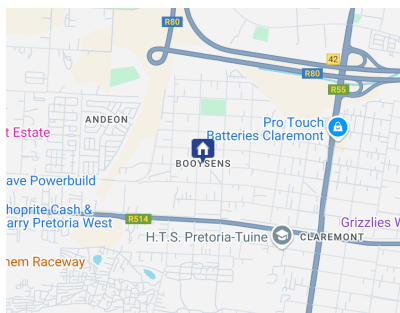 R80
42
R80
R55
ANDEON
t Estate
Pro Touch
Batteries Claremont
BOOYSENS
ave Powerbuild
hoprite Cash &
arry Pretoria West
R514
Grizzlies W
H.T.S. Pretoria-Tuine
CLAREMONT
hem Raceway